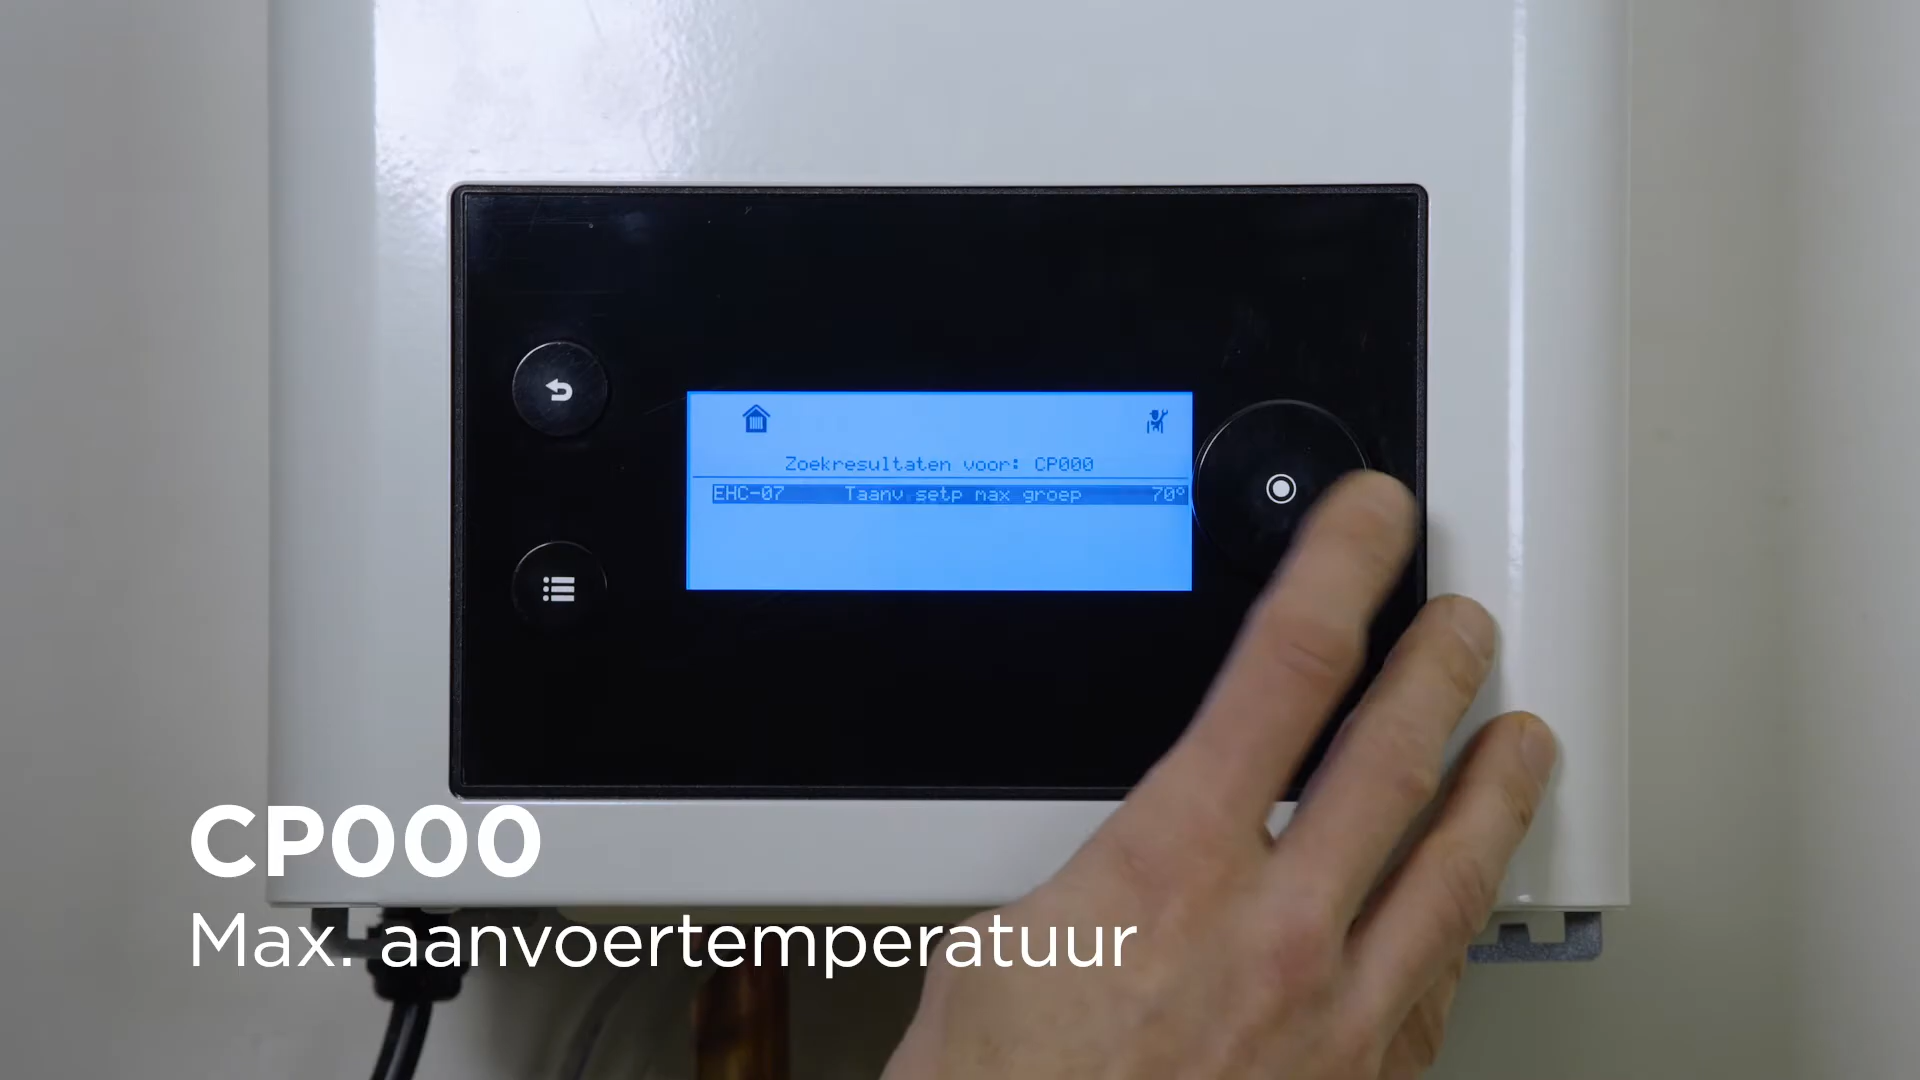 Zoekresultaten voor: CP000
EHC-07 Taanv setp max groep 70°
CP000
Max. aanvoertemperatuur